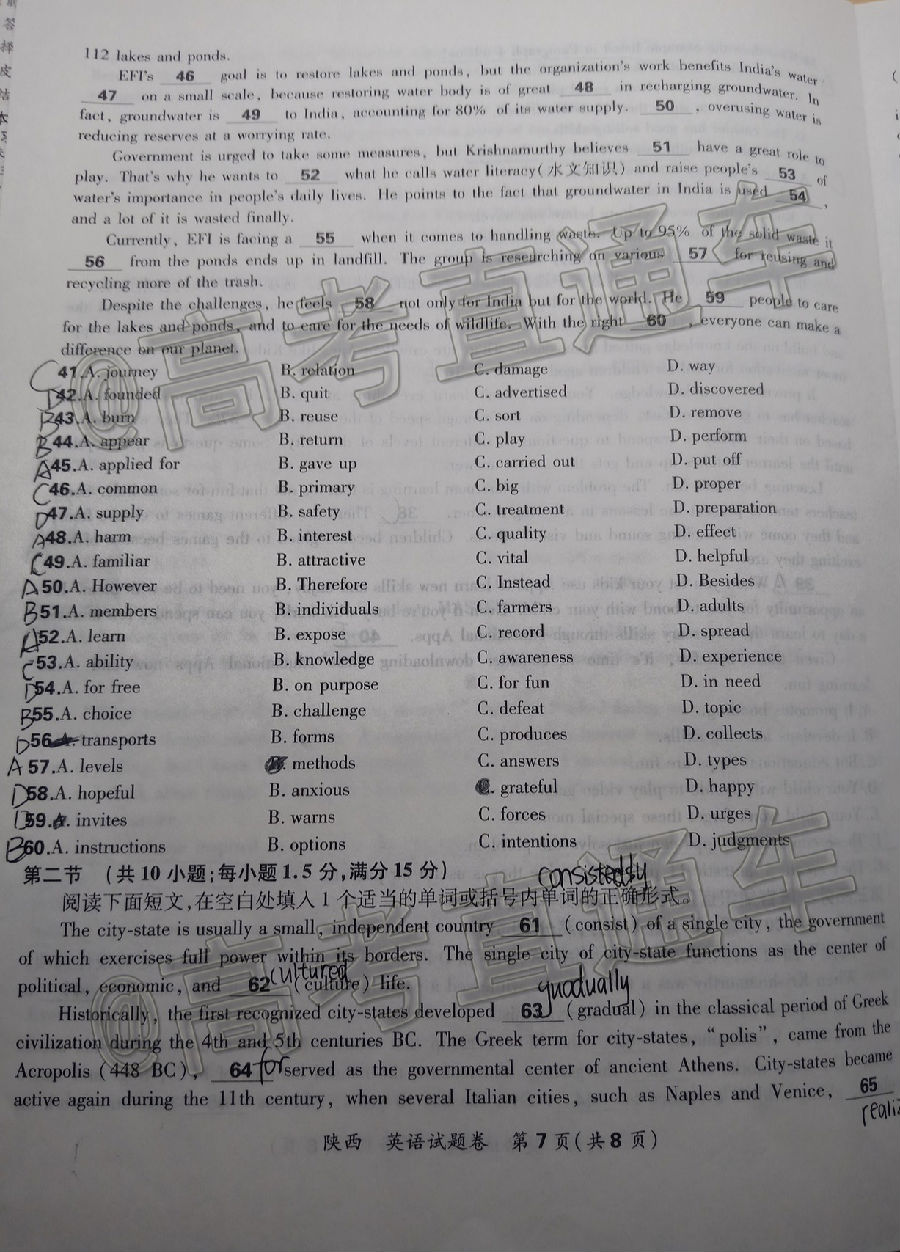 答
择
皮
112 lakes and ponds.
EFI's 46 goal is to restore lakes and ponds, but the organization's work benefits India's water
47 on a small scale, because restoring water body is of great 48 in recharging groundwater. In
fact, groundwater is 49 to India, accounting for 80% of its water supply. 50 , overusing water is
reducing reserves at a worrying rate.
Government is urged to take some measures, but Krishnamurthy believes 51 have a great role to
play. That's why he wants to 52 what he calls water literacy(水文知识) and raise people's 53 of
water's importance in people's daily lives. He points to the fact that groundwater in India is used 54 ,
and a lot of it is wasted finally.
Currently, EFI is facing a 55 when it comes to handling waste. Up to 95% of the solid waste it
56 from the ponds ends up in landfill. The group is researching on various 57 for reusing and
recycling more of the trash.
Despite the challenges, he feels 58 not only for India but for the world. He 59 people to care
for the lakes and ponds, and to care for the needs of wildlife. With the right 60 , everyone can make a
difference on our planet.
C 41. A. journey B. relation C. damage D. way
D 42. A. founded B. quit C. advertised D. discovered
B 43. A. burn B. reuse C. sort D. remove
B 44. A. appear B. return C. play D. perform
A 45. A. applied for B. gave up C. carried out D. put off
C 46. A. common B. primary C. big D. proper
D 47. A. supply B. safety C. treatment D. preparation
A 48. A. harm B. interest C. quality D. effect
C 49. A. familiar B. attractive C. vital D. helpful
A 50. A. However B. Therefore C. Instead D. Besides
B 51. A. members B. individuals C. farmers D. adults
A 52. A. learn B. expose C. record D. spread
C 53. A. ability B. knowledge C. awareness D. experience
D 54. A. for free B. on purpose C. for fun D. in need
B 55. A. choice B. challenge C. defeat D. topic
D 56. A. transports B. forms C. produces D. collects
A 57. A. levels B. methods C. answers D. types
D 58. A. hopeful B. anxious C. grateful D. happy
D 59. A. invites B. warns C. forces D. urges
B 60. A. instructions B. options C. intentions D. judgments
第二节 (共10小题;每小题1.5分,满分15分)
consistedly
阅读下面短文,在空白处填入1个适当的单词或括号内单词的正确形式。
The city-state is usually a small, independent country 61 (consist) of a single city, the government
of which exercises full power within its borders. The single city of city-state functions as the center of
political, economic, and 62 cultured (culture) life.
gradually
Historically, the first recognized city-states developed 63 (gradual) in the classical period of Greek
civilization during the 4th and 5th centuries BC. The Greek term for city-states, “polis”, came from the
Acropolis (448 BC), 64 for served as the governmental center of ancient Athens. City-states became
active again during the 11th century, when several Italian cities, such as Naples and Venice, 65
陕西 英语试题卷 第7页(共8页)
@高考直通车
@高考直通车